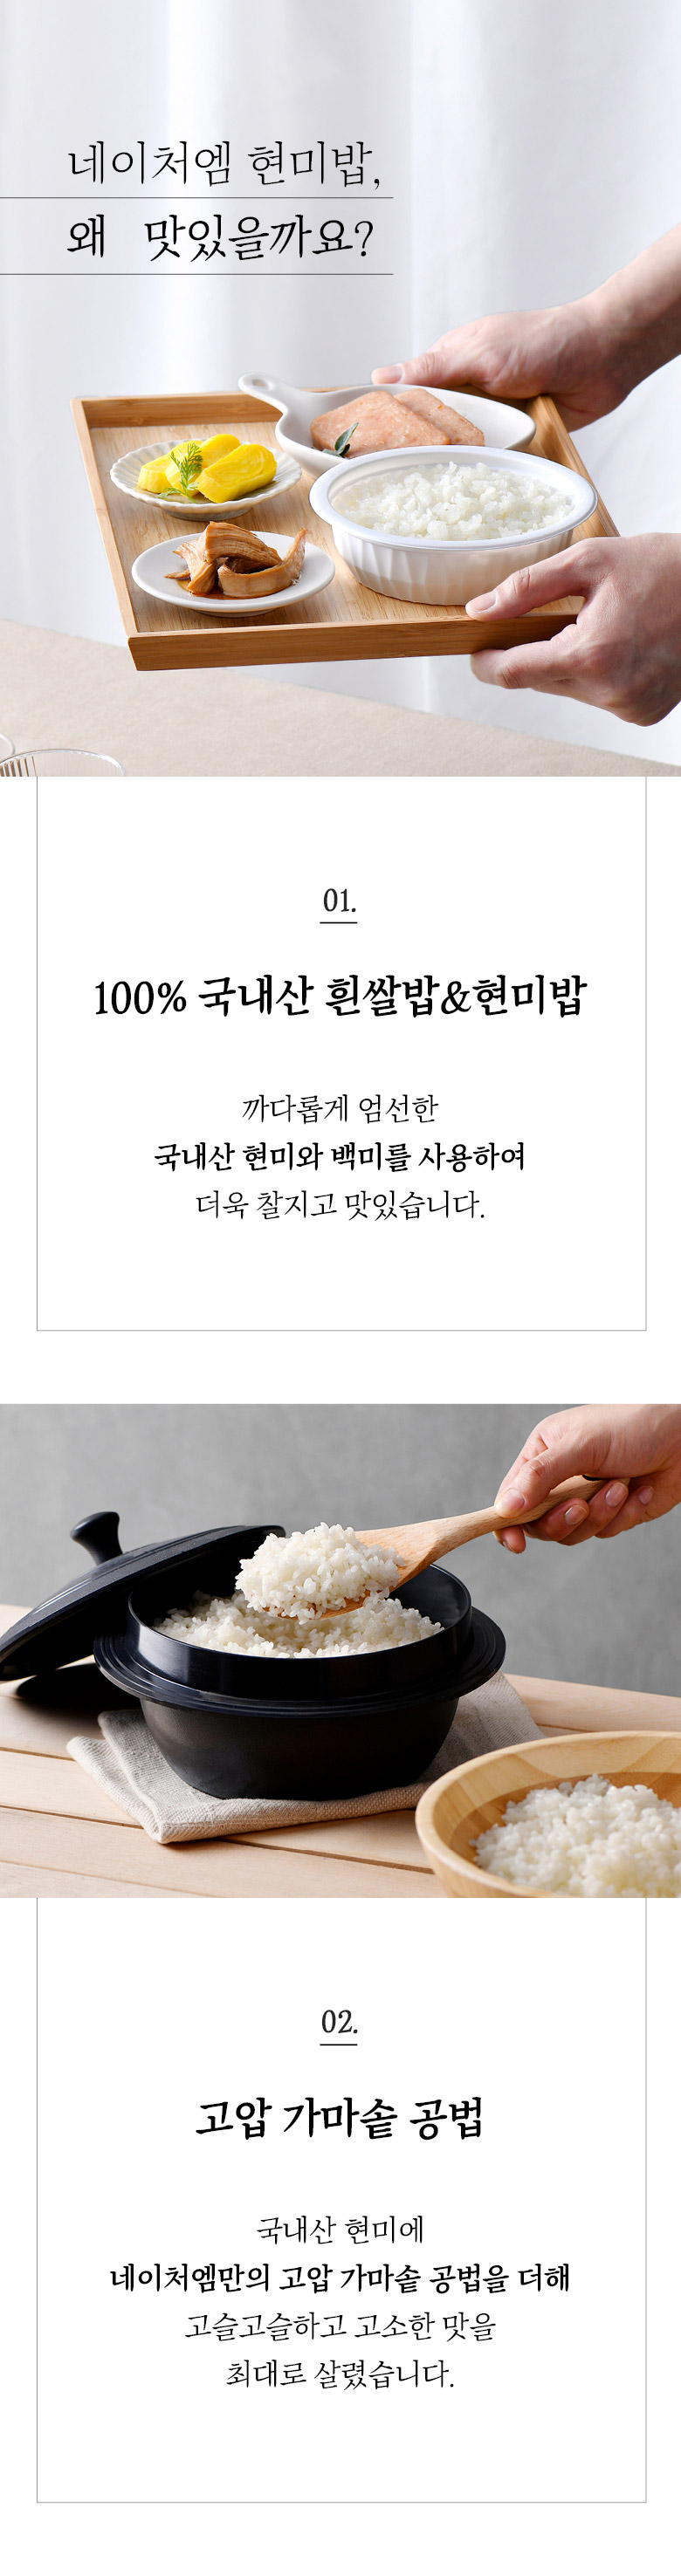 네이처엠 현미밥,
왜 맛있을까요?
01.
100% 국내산 흰쌀밥&현미밥
까다롭게 엄선한
국내산 현미와 백미를 사용하여
더욱 찰지고 맛있습니다.
02.
고압 가마솥 공법
국내산 현미에
네이처엠만의 고압 가마솥 공법을 더해
고슬고슬하고 고소한 맛을
최대로 살렸습니다.